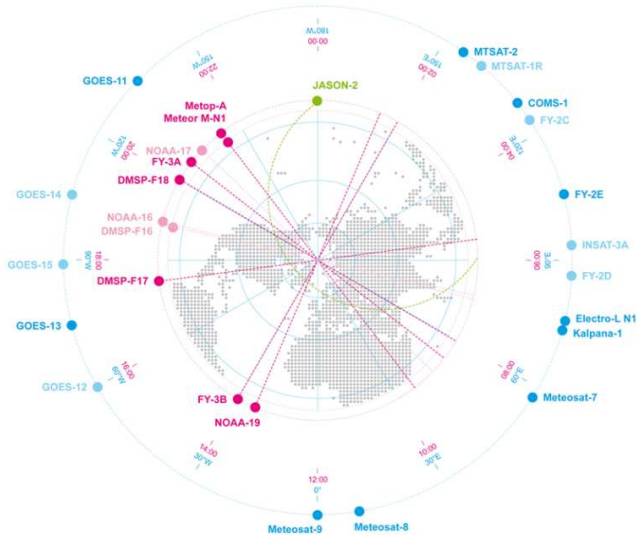 180°W
00:00
MTSAT-2
150°E
02:00
MTSAT-1R
150°W
22:00
GOES-11
JASON-2
COMS-1
Metop-A
Meteor M-N1
FY-2C
120°E
04:00
120°W
20:00
NOAA-17
FY-3A
DMSP-F18
GOES-14
FY-2E
NOAA-16
DMSP-F16
INSAT-3A
GOES-15
90°W
18:00
06:00
90°E
FY-2D
DMSP-F17
GOES-13
Electro-L N1
Kalpana-1
16:00
60°W
08:00
60°E
GOES-12
Meteosat-7
FY-3B
NOAA-19
14:00
30°W
10:00
30°E
12:00
0°
Meteosat-9
Meteosat-8